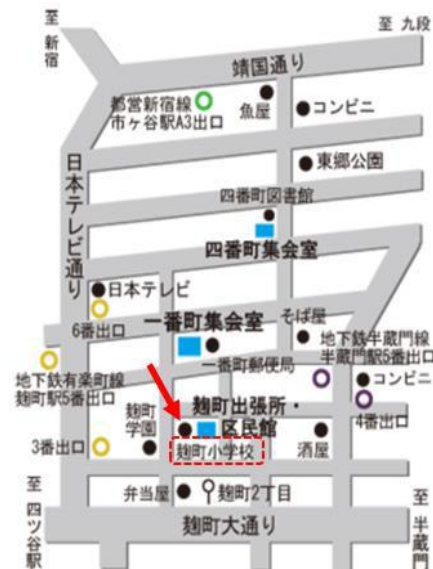 至 新宿
至 九段
靖国通り
都営新宿線
市ヶ谷駅A3出口
魚屋
コンビニ
日本テレビ通り
東郷公園
四番町図書館
四番町集会室
日本テレビ
6番出口
一番町集会室
そば屋
地下鉄半蔵門線
半蔵門駅5番出口
一番町郵便局
地下鉄有楽町線
麹町駅5番出口
コンビニ
4番出口
麹町
学園
麹町出張所・
区民館
麹町小学校
酒屋
3番出口
弁当屋
麹町2丁目
至 四ツ谷駅
麹町大通り
至 半蔵門